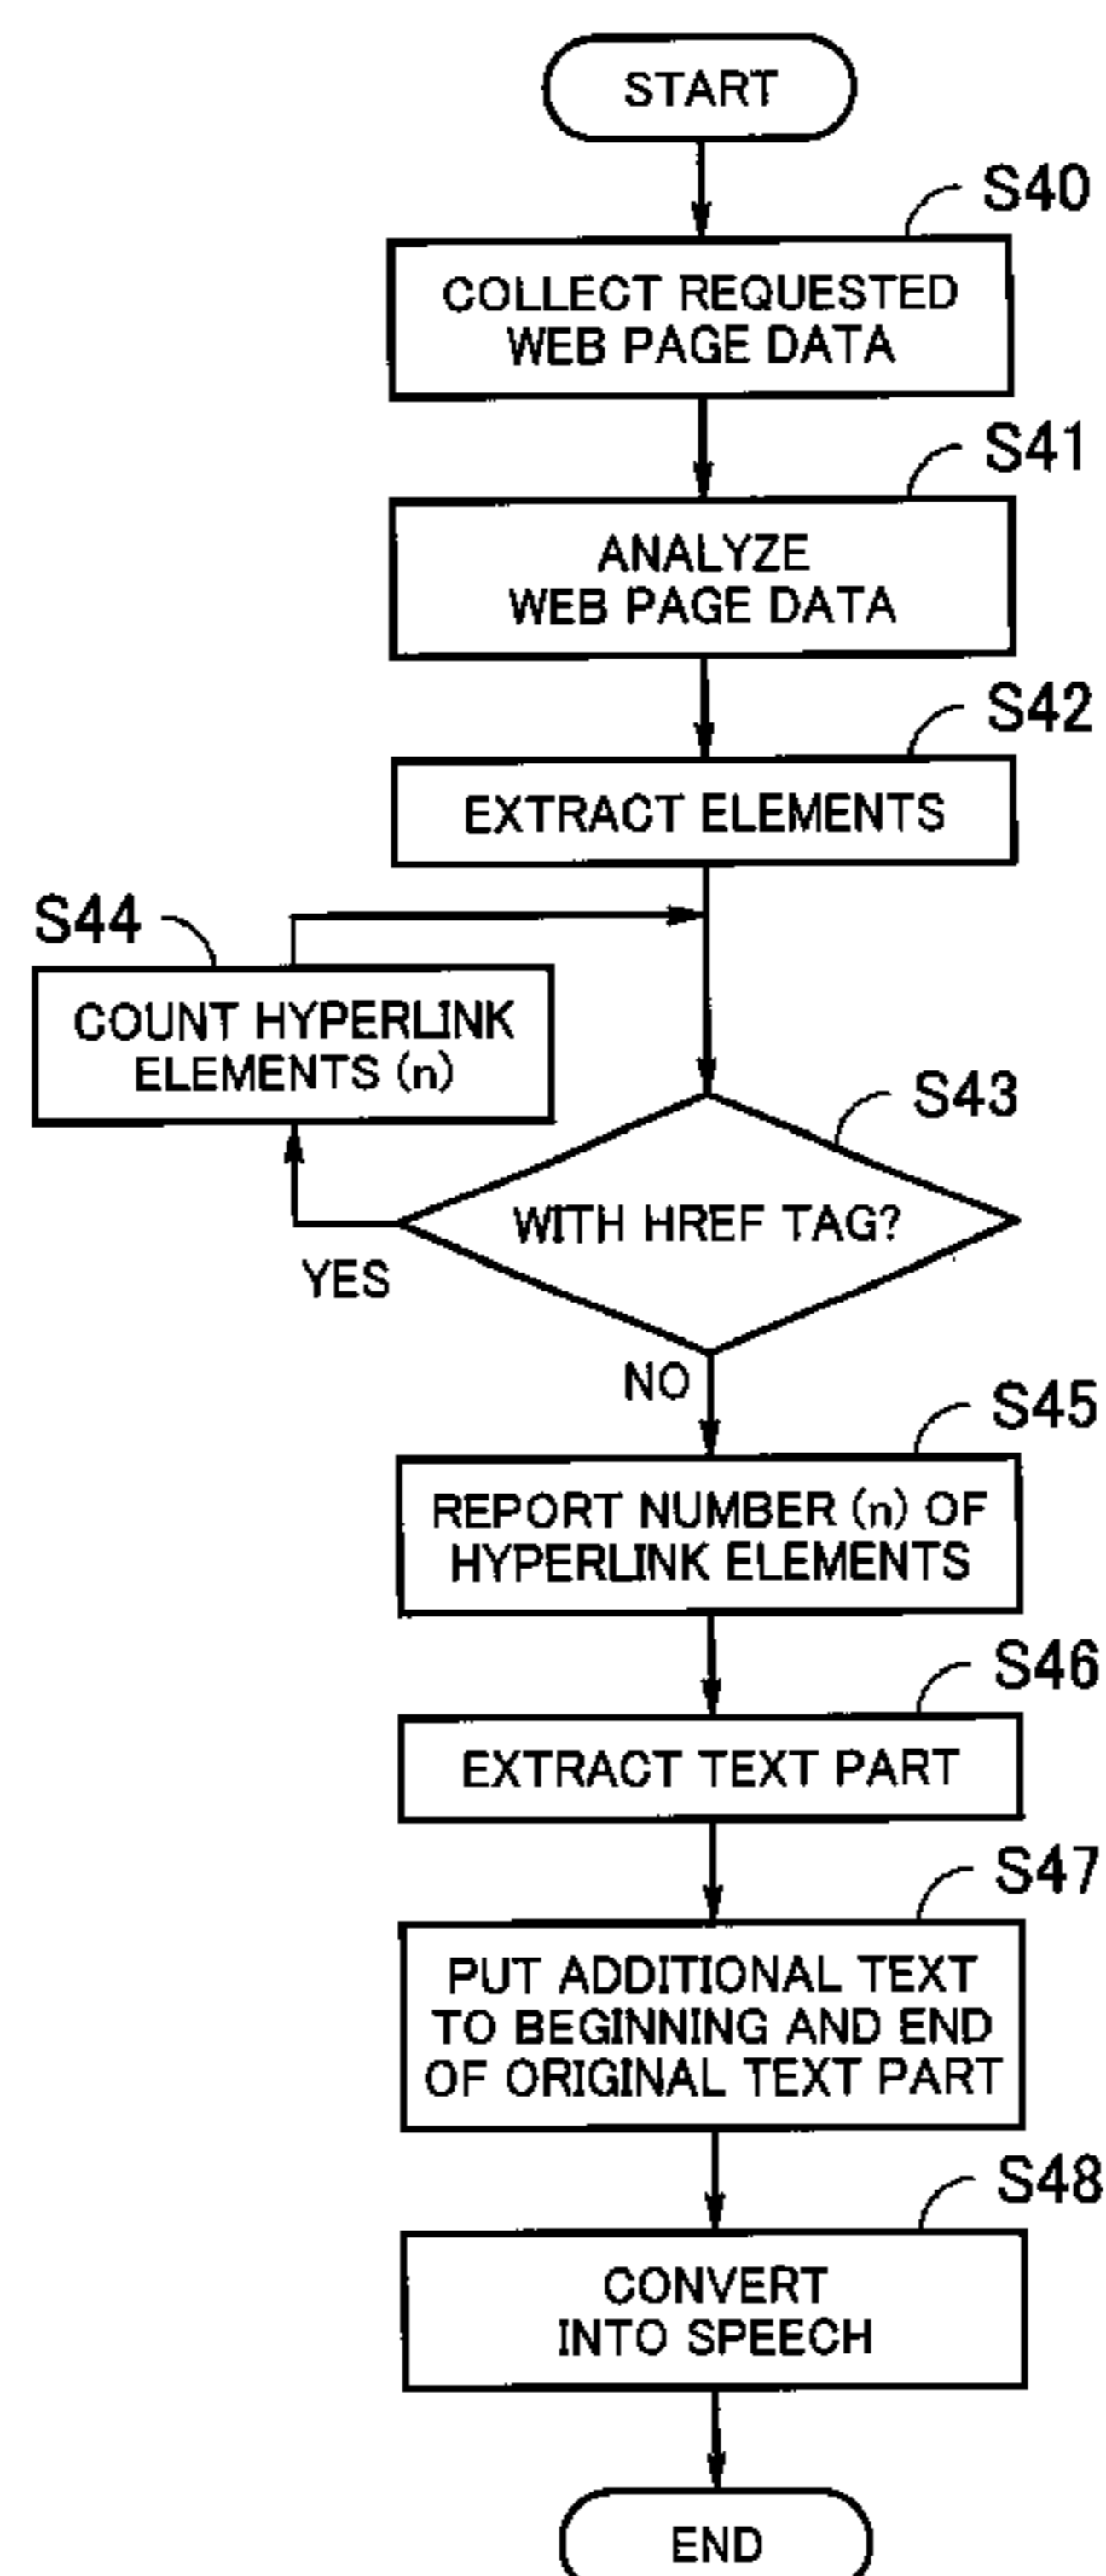 START
S40
COLLECT REQUESTED
WEB PAGE DATA
S41
ANALYZE
WEB PAGE DATA
S42
EXTRACT ELEMENTS
S44
COUNT HYPERLINK
ELEMENTS (n)
S43
WITH HREF TAG?
YES
NO
S45
REPORT NUMBER (n) OF
HYPERLINK ELEMENTS
S46
EXTRACT TEXT PART
S47
PUT ADDITIONAL TEXT
TO BEGINNING AND END
OF ORIGINAL TEXT PART
S48
CONVERT
INTO SPEECH
END